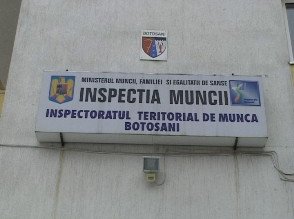 BOTOSANI
MINISTERUL MUNCII, FAMILIEI SI EGALITATII DE SANSE
INSPECTIA MUNCII
INSPECTORATUL TERITORIAL DE MUNCA
BOTOSANI